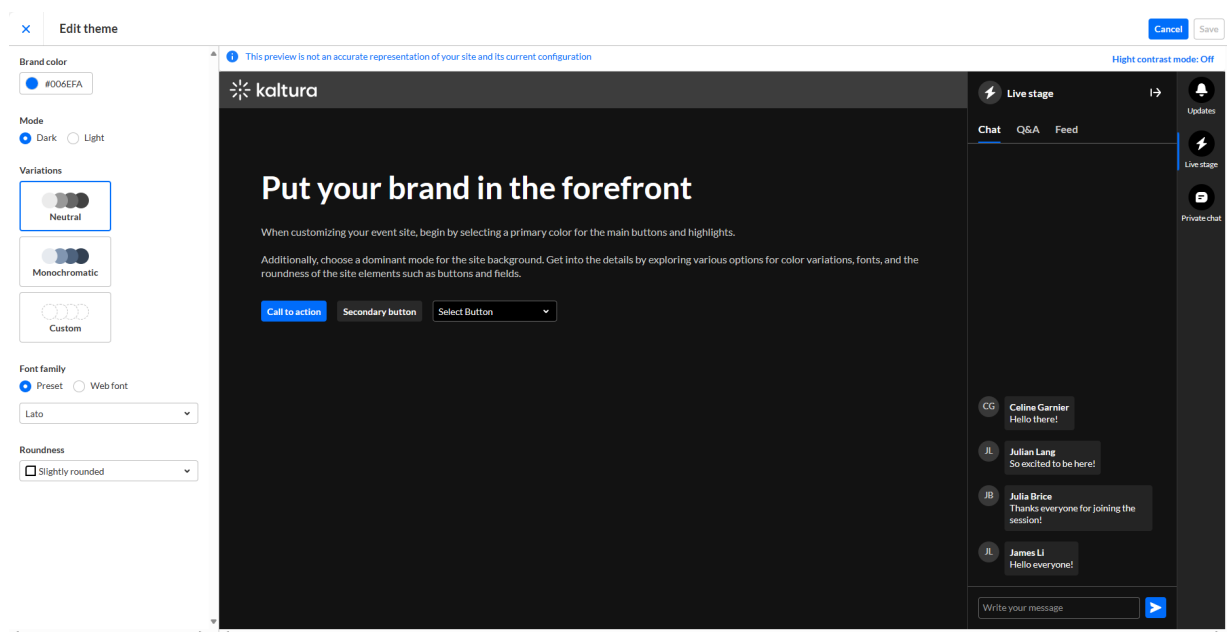 Edit theme
Cancel
Save
Brand color
#006EFA
Mode
Dark
Light
Variations
Neutral
Monochromatic
Custom
Font family
Preset
Web font
Lato
Roundness
Slightly rounded
This preview is not an accurate representation of your site and its current configuration
Hight contrast mode: Off
kaltura
Put your brand in the forefront
When customizing your event site, begin by selecting a primary color for the main buttons and highlights.
Additionally, choose a dominant mode for the site background. Get into the details by exploring various options for color variations, fonts, and the
roundness of the site elements such as buttons and fields.
Call to action
Secondary button
Select Button
Live stage
Chat
Q&A
Feed
CG
Celine Garnier
Hello there!
JL
Julian Lang
So excited to be here!
JB
Julia Brice
Thanks everyone for joining the
session!
JL
James Li
Hello everyone!
Write your message
Updates
Live stage
Private chat